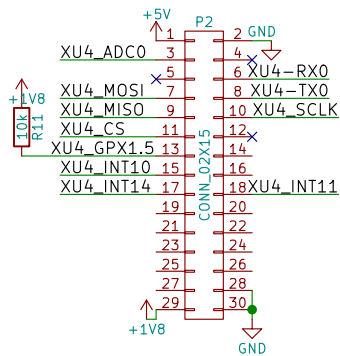 +5V
P2
GND
1 2
XU4_ADC0 3 4
5 6 XU4-RX0
XU4_MOSI 7 8 XU4-TX0
XU4_MISO 9 10 XU4_SCLK
XU4_CS 11 12
XU4_GPX1.5 13 14
XU4_INT10 15 16
XU4_INT14 17 18 XU4_INT11
19 20
21 22
23 24
25 26
27 28
29 30
+1V8
10k
R11
CONN_02X15
+1V8
GND